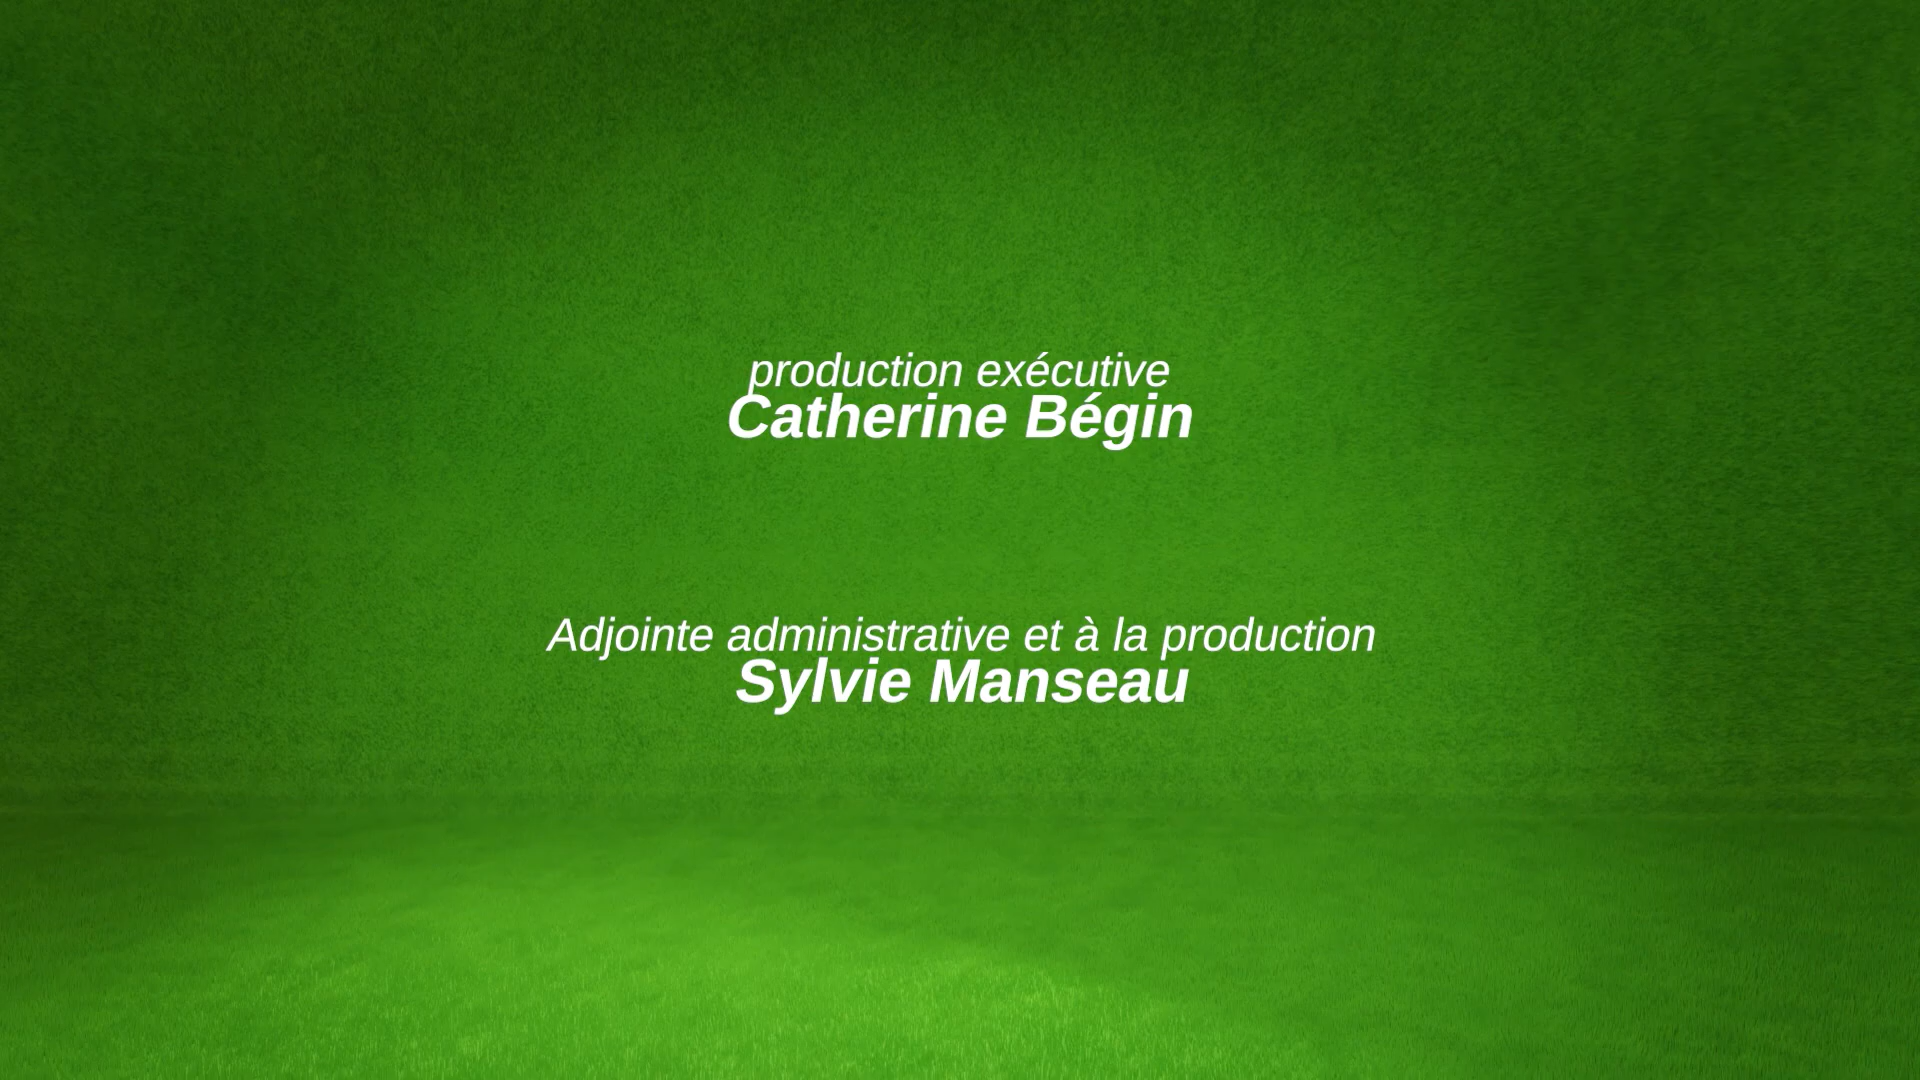 production exécutive
Catherine Bégin
Adjointe administrative et à la production
Sylvie Manseau